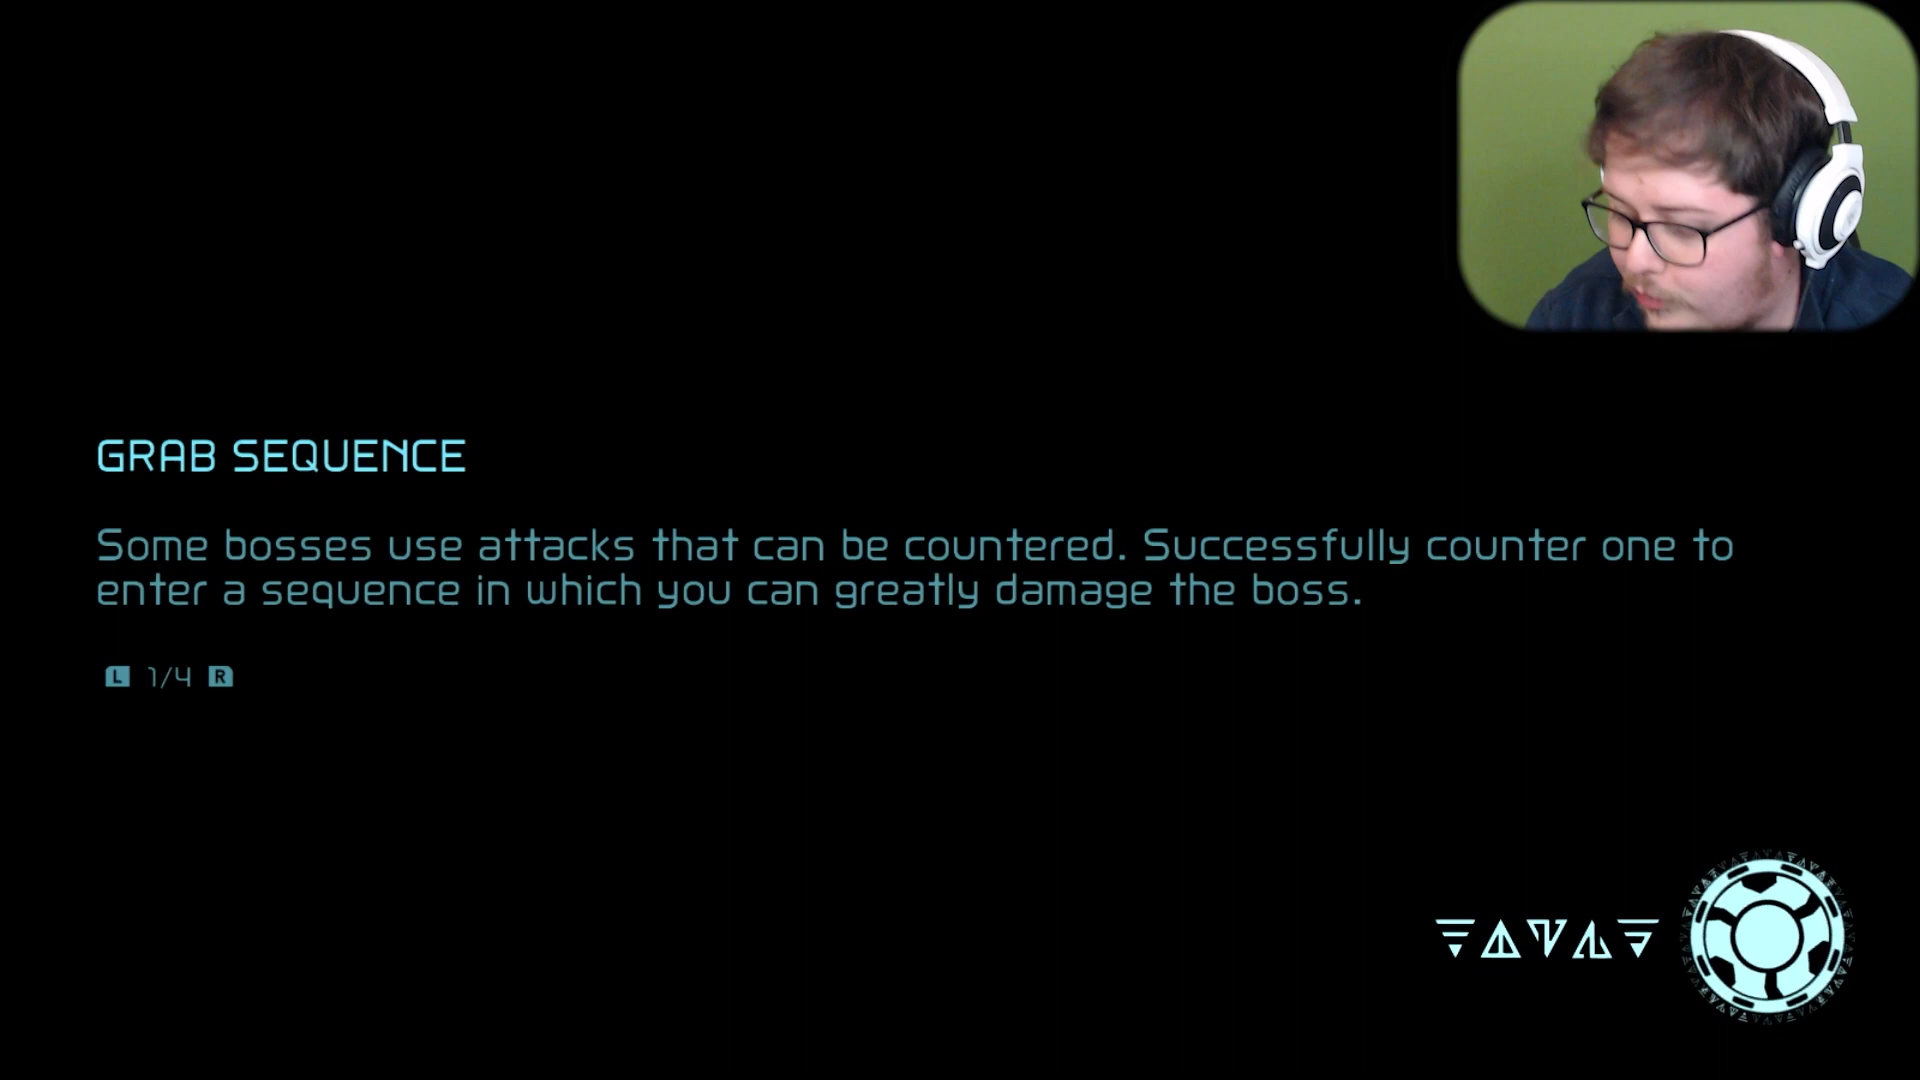 GRAB SEQUENCE
Some bosses use attacks that can be countered. Successfully counter one to
enter a sequence in which you can greatly damage the boss.
L 1/4 R